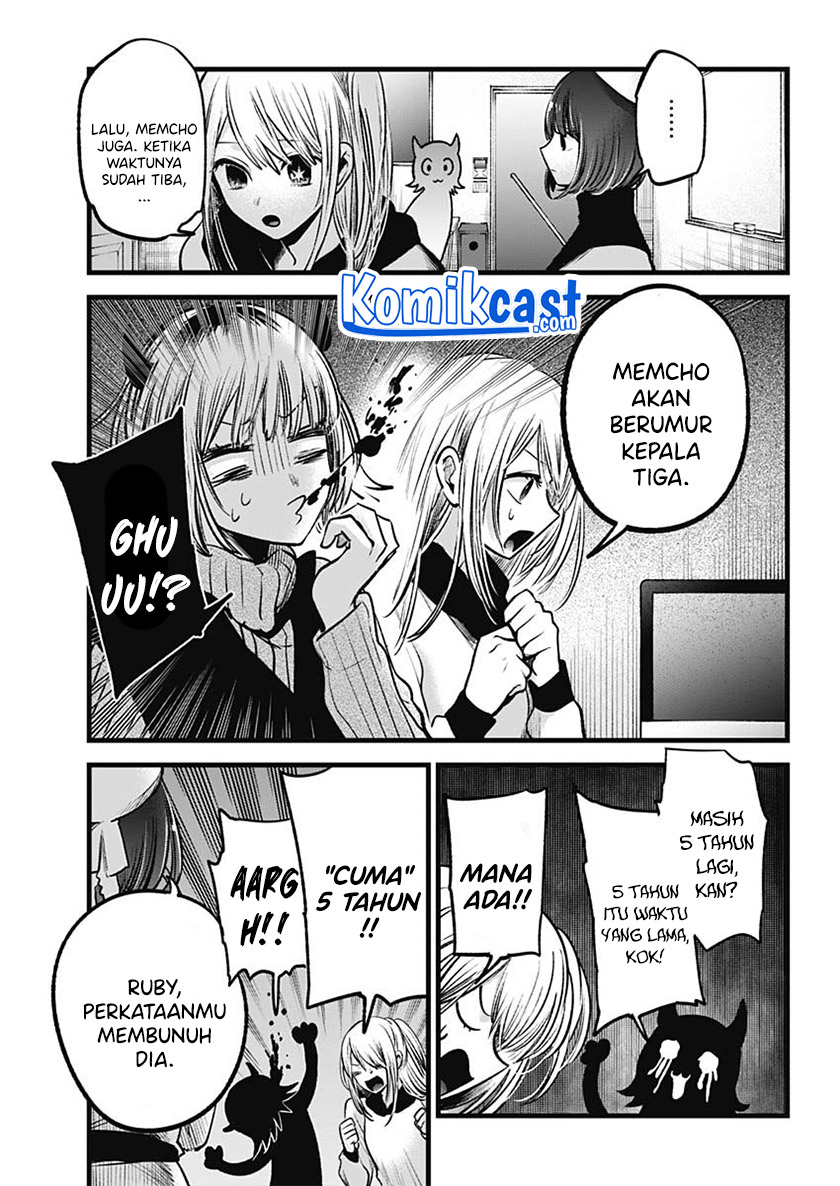 .......
LALU, MEMCHO
JUGA. KETIKA
WAKTUNYA
SUDAH TIBA,
...
Komikcast
.com
MEMCHO
AKAN
BERUMUR
KEPALA
TIGA.
GHU
UU!?
MASIH
5 TAHUN
LAGI,
KAN?
5 TAHUN
ITU WAKTU
YANG LAMA,
KOK!
MANA
ADA!!
"CUMA"
5 TAHUN
!!
AARG
H!!
RUBY,
PERKATAANMU
MEMBUNUH
DIA.